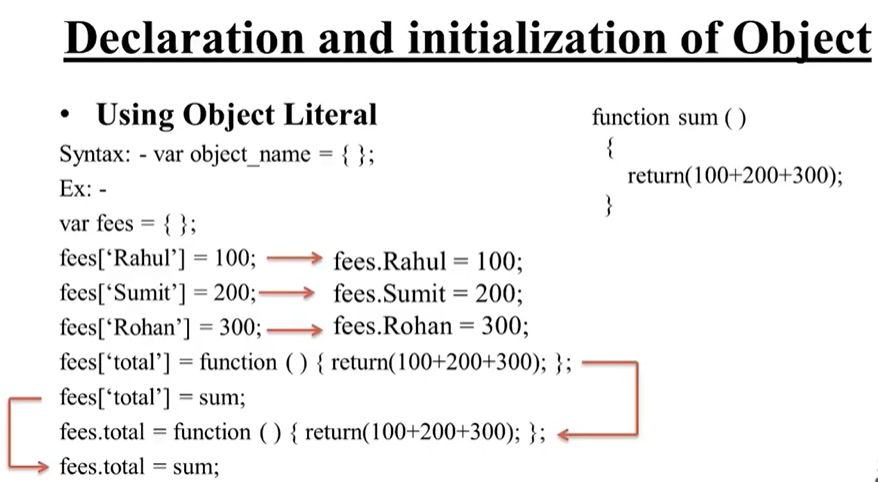 Declaration and initialization of Object
• Using Object Literal
Syntax: - var object_name = { };
Ex: -
var fees = { };
fees[‘Rahul’] = 100; fees.Rahul = 100;
fees[‘Sumit’] = 200; fees.Sumit = 200;
fees[‘Rohan’] = 300; fees.Rohan = 300;
fees[‘total’] = function ( ) { return(100+200+300); };
fees[‘total’] = sum;
fees.total = function ( ) { return(100+200+300); };
fees.total = sum;
function sum ( )
{
return(100+200+300);
}